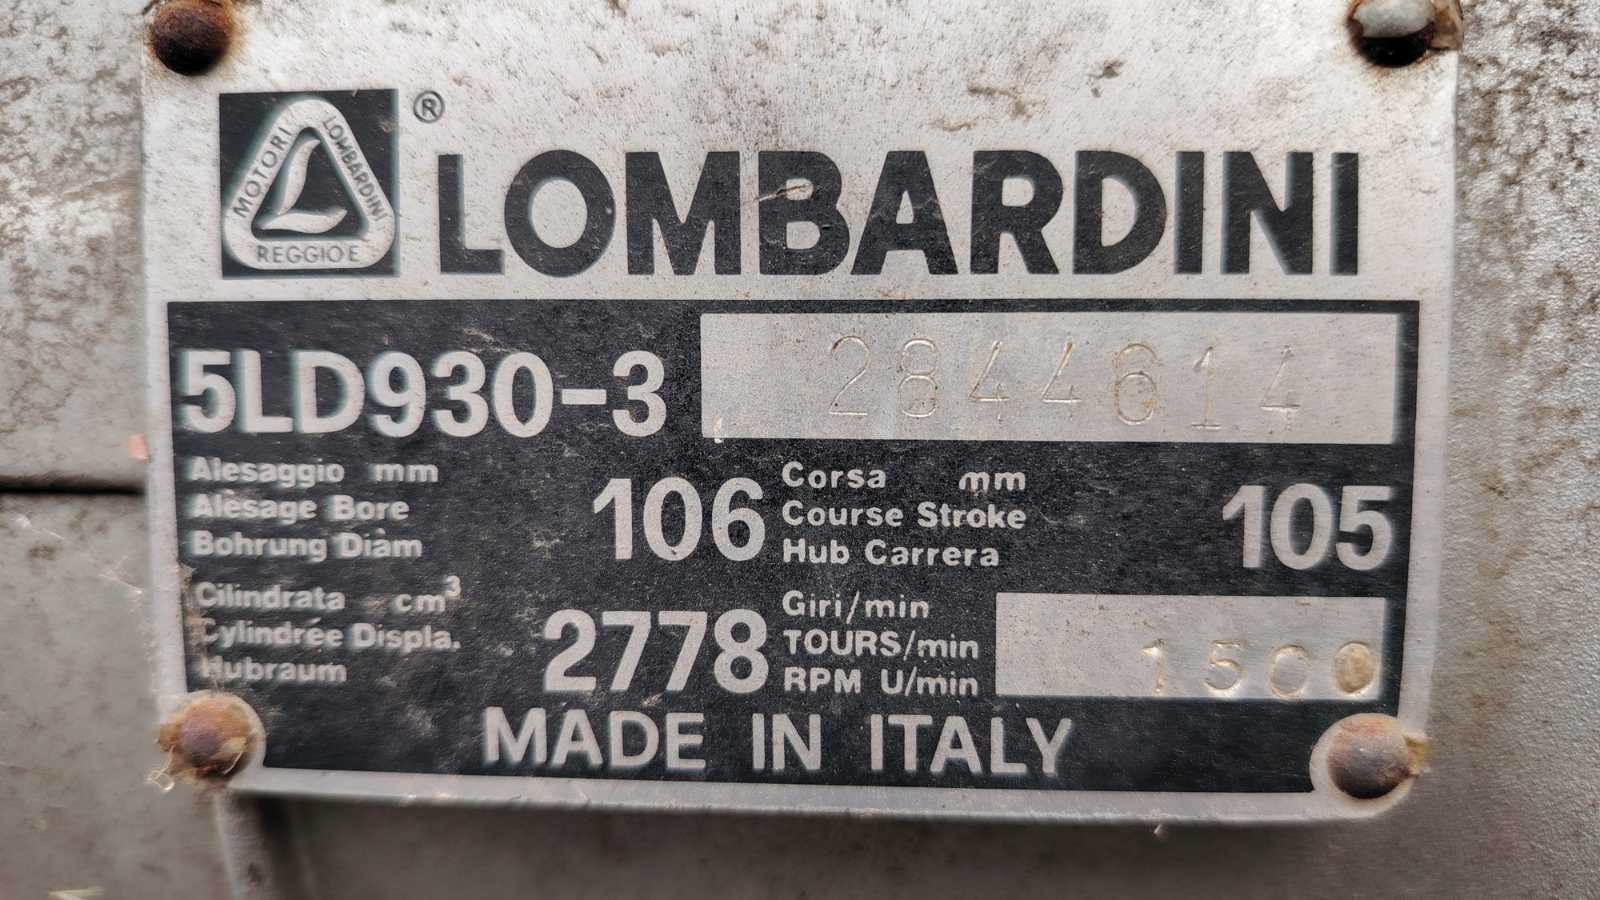 MOTORI LOMBARDINI
REGGIO E
®
LOMBARDINI
5LD930-3 2844614
Alesaggio mm
Alèsage Bore
Bohrung Diam
106
Corsa mm
Course Stroke
Hub Carrera
105
Cilindrata cm³
Cylindrée Displa.
Hubraum
2778
Giri/min
TOURS/min
RPM U/min
1500
MADE IN ITALY